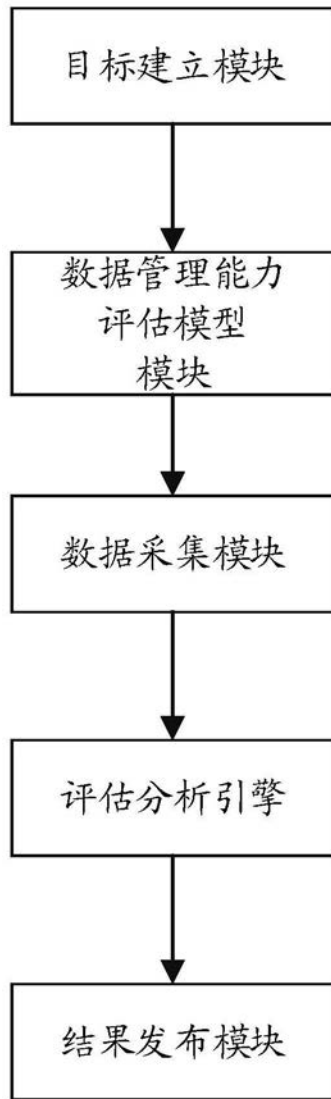 目标建立模块
数据管理能力
评估模型
模块
数据采集模块
评估分析引擎
结果发布模块